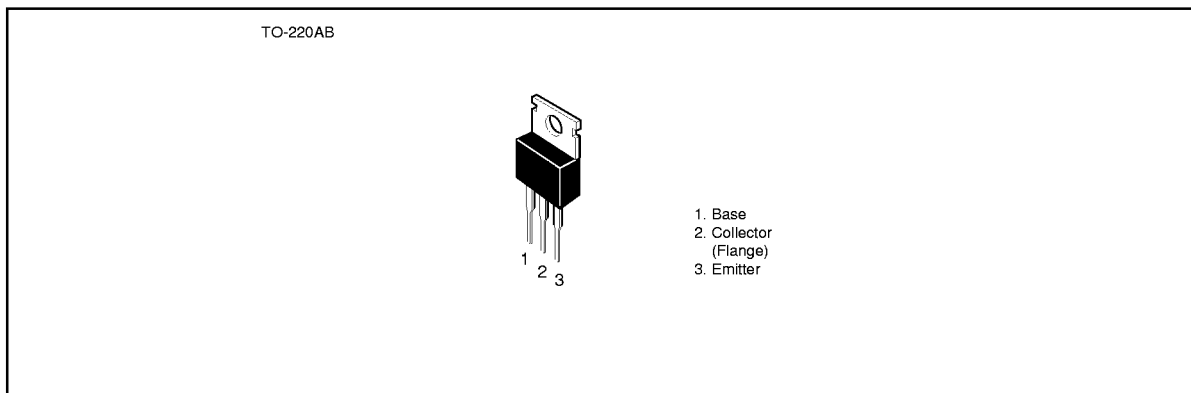 TO-220AB
1
2
3
1. Base
2. Collector
(Flange)
3. Emitter